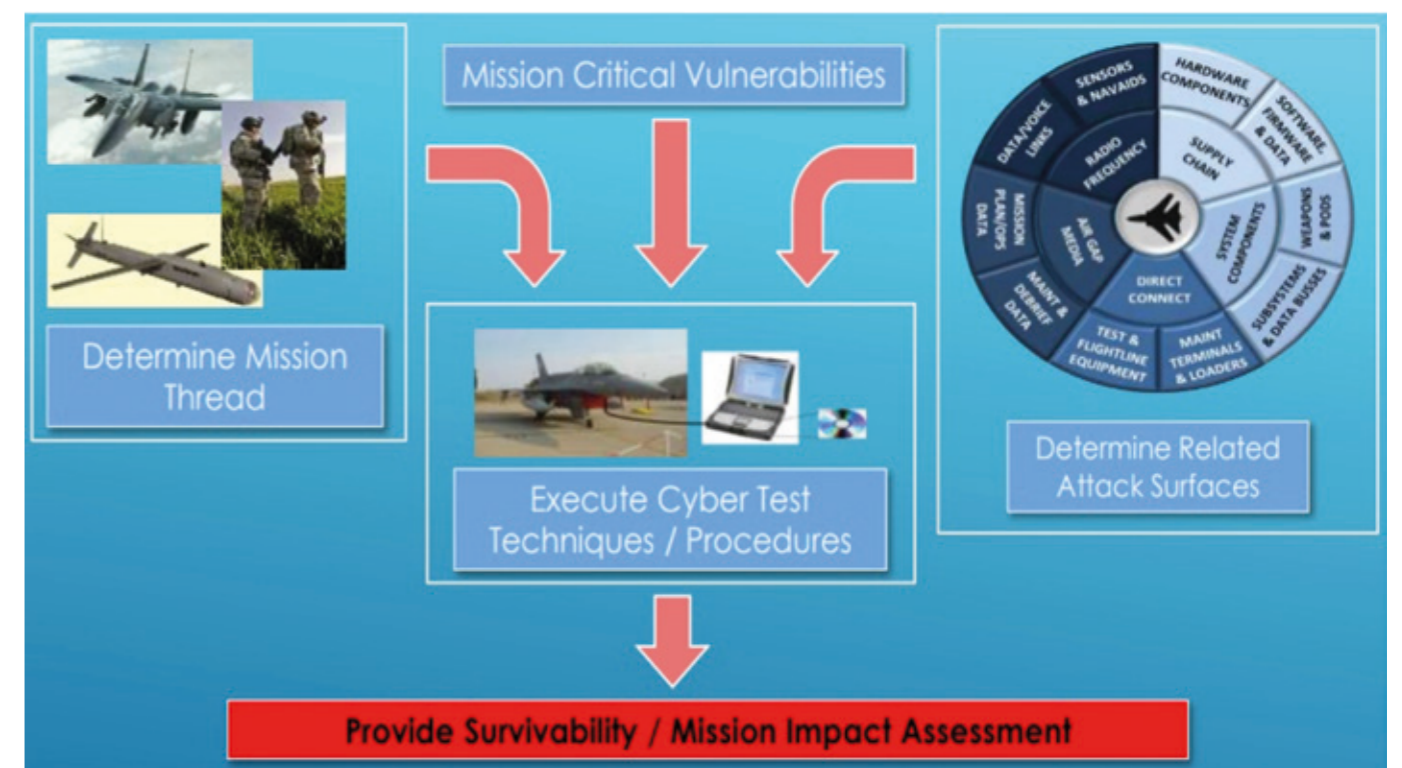 Mission Critical Vulnerabilities
Determine Mission
Thread
Execute Cyber Test
Techniques / Procedures
SENSORS
& NAVAIDS
HARDWARE
COMPONENTS
SOFTWARE,
FIRMWARE
& DATA
WEAPONS
& PODS
SUBSYSTEMS
& DATA BUSSES
MAINT
TERMINALS
& LOADERS
TEST &
FLIGHTLINE
EQUIPMENT
MAINT &
DEBRIEF
DATA
MISSION
PLAN/OPS
DATA
DATA/VOICE
LINKS
RADIO
FREQUENCY
SUPPLY
CHAIN
SYSTEM
COMPONENTS
DIRECT
CONNECT
AIR GAP
MEDIA
Determine Related
Attack Surfaces
Provide Survivability / Mission Impact Assessment